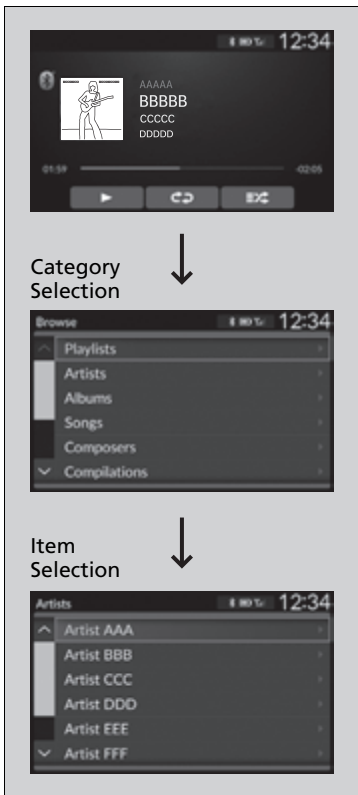 12:34
AAAAA
BBBBB
CCCCC
DDDDD
01:59
-02:05
Category
Selection
Browse
12:34
Playlists
Artists
Albums
Songs
Composers
Compilations
Item
Selection
Artists
12:34
Artist AAA
Artist BBB
Artist CCC
Artist DDD
Artist EEE
Artist FFF